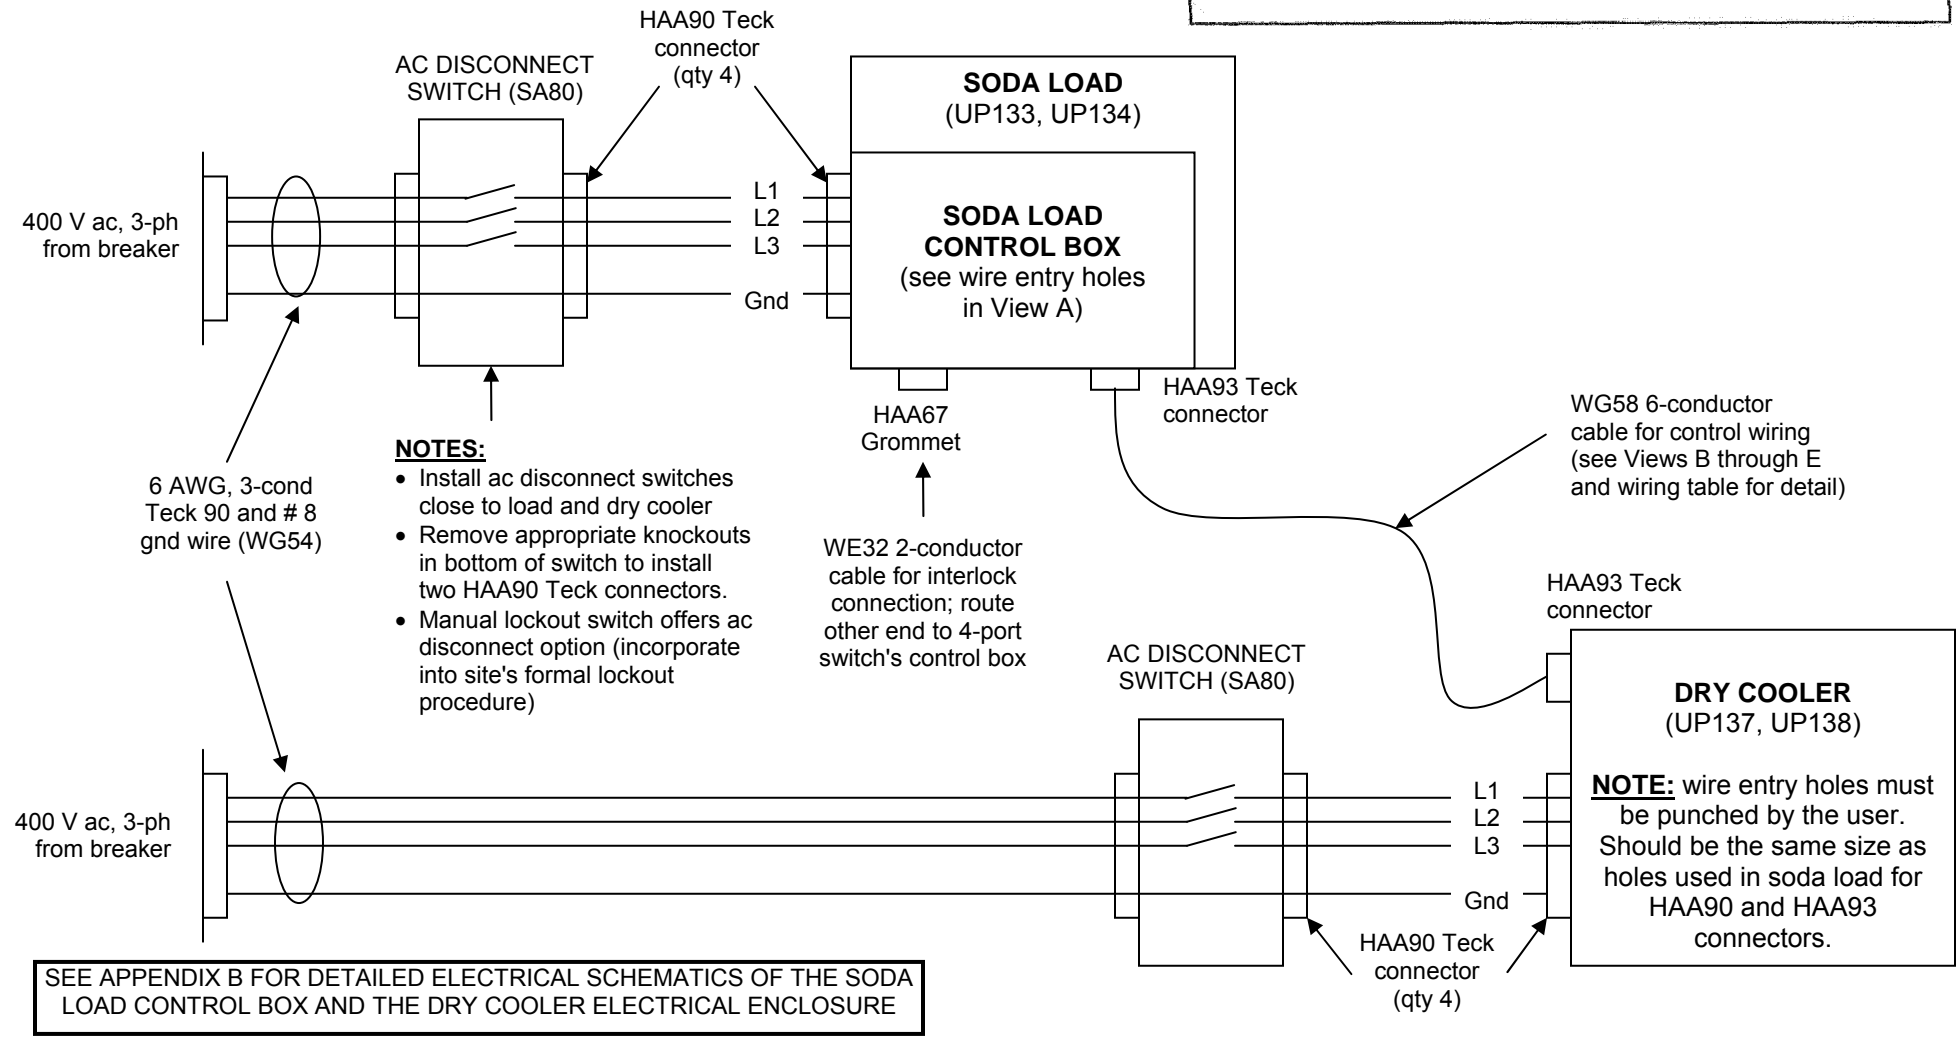 HAA90 Teck
connector
(qty 4)
AC DISCONNECT
SWITCH (SA80)
SODA LOAD
(UP133, UP134)
SODA LOAD
CONTROL BOX
(see wire entry holes
in View A)
L1
L2
L3
Gnd
400 V ac, 3-ph
from breaker
HAA67
Grommet
HAA93 Teck
connector
WG58 6-conductor
cable for control wiring
(see Views B through E
and wiring table for detail)
6 AWG, 3-cond
Teck 90 and # 8
gnd wire (WG54)
NOTES:
• Install ac disconnect switches
close to load and dry cooler
• Remove appropriate knockouts
in bottom of switch to install
two HAA90 Teck connectors.
• Manual lockout switch offers ac
disconnect option (incorporate
into site's formal lockout
procedure)
WE32 2-conductor
cable for interlock
connection; route
other end to 4-port
switch's control box
HAA93 Teck
connector
AC DISCONNECT
SWITCH (SA80)
DRY COOLER
(UP137, UP138)
NOTE: wire entry holes must
be punched by the user.
Should be the same size as
holes used in soda load for
HAA90 and HAA93
connectors.
400 V ac, 3-ph
from breaker
L1
L2
L3
Gnd
HAA90 Teck
connector
(qty 4)
SEE APPENDIX B FOR DETAILED ELECTRICAL SCHEMATICS OF THE SODA
LOAD CONTROL BOX AND THE DRY COOLER ELECTRICAL ENCLOSURE